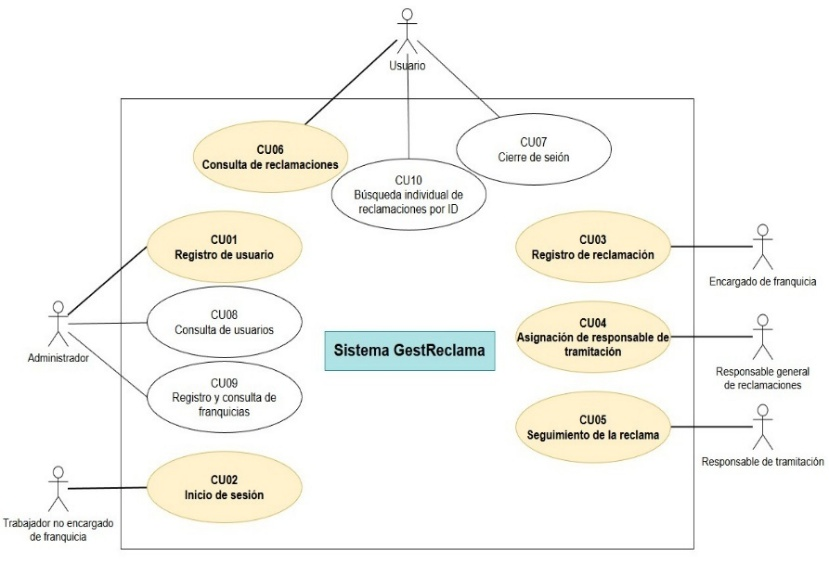 Usuario
CU06
Consulta de reclamaciones
CU07
Cierre de seión
CU10
Búsqueda individual de
reclamaciones por ID
CU01
Registro de usuario
CU03
Registro de reclamación
Encargado de franquicia
CU08
Consulta de usuarios
Administrador
Sistema GestReclama
CU04
Asignación de responsable de
tramitación
Responsable general
de reclamaciones
CU09
Registro y consulta de
franquicias
CU05
Seguimiento de la reclama
Responsable de tramitación
CU02
Inicio de sesión
Trabajador no encargado
de franquicia